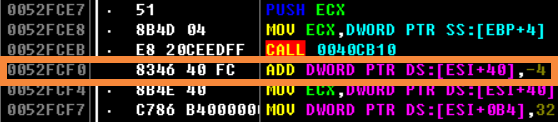 0052FCE7 . 51 PUSH ECX
0052FCE8 . 8B4D 04 MOV ECX,DWORD PTR SS:[EBP+4]
0052FCEB . E8 20CEEDFF CALL 0040CB10
0052FCF0 . 8346 40 FC ADD DWORD PTR DS:[ESI+40],-4
0052FCF4 . 8B4E 40 MOV ECX,DWORD PTR DS:[ESI+40]
0052FCF7 . C786 B400000 MOV DWORD PTR DS:[ESI+0B4],32